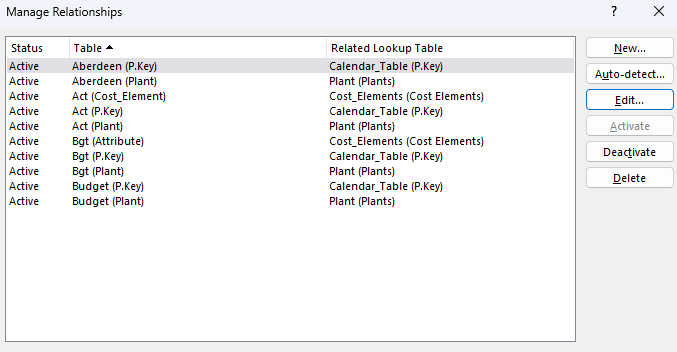 Manage Relationships ? ×
Status Table Related Lookup Table
Active Aberdeen (P.Key) Calendar_Table (P.Key)
Active Aberdeen (Plant) Plant (Plants)
Active Act (Cost_Element) Cost_Elements (Cost Elements)
Active Act (P.Key) Calendar_Table (P.Key)
Active Act (Plant) Plant (Plants)
Active Bgt (Attribute) Cost_Elements (Cost Elements)
Active Bgt (P.Key) Calendar_Table (P.Key)
Active Bgt (Plant) Plant (Plants)
Active Budget (P.Key) Calendar_Table (P.Key)
Active Budget (Plant) Plant (Plants)
New...
Auto-detect...
Edit...
Activate
Deactivate
Delete